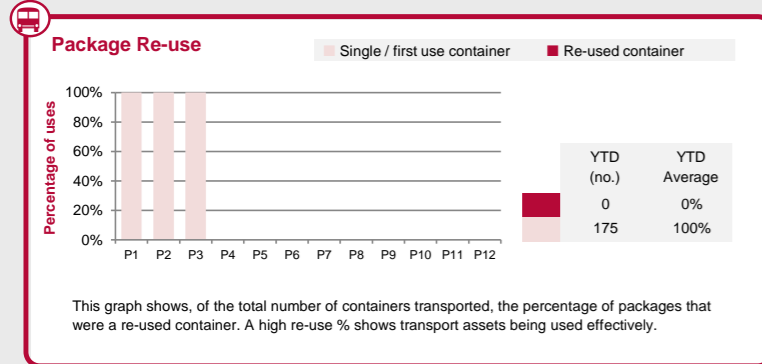 Package Re-use
Single / first use container
Re-used container
Percentage of uses
100%
80%
60%
40%
20%
0%
P1 P2 P3 P4 P5 P6 P7 P8 P9 P10 P11 P12
YTD YTD
(no.) Average
0 0%
175 100%
This graph shows, of the total number of containers transported, the percentage of packages that
were a re-used container. A high re-use % shows transport assets being used effectively.